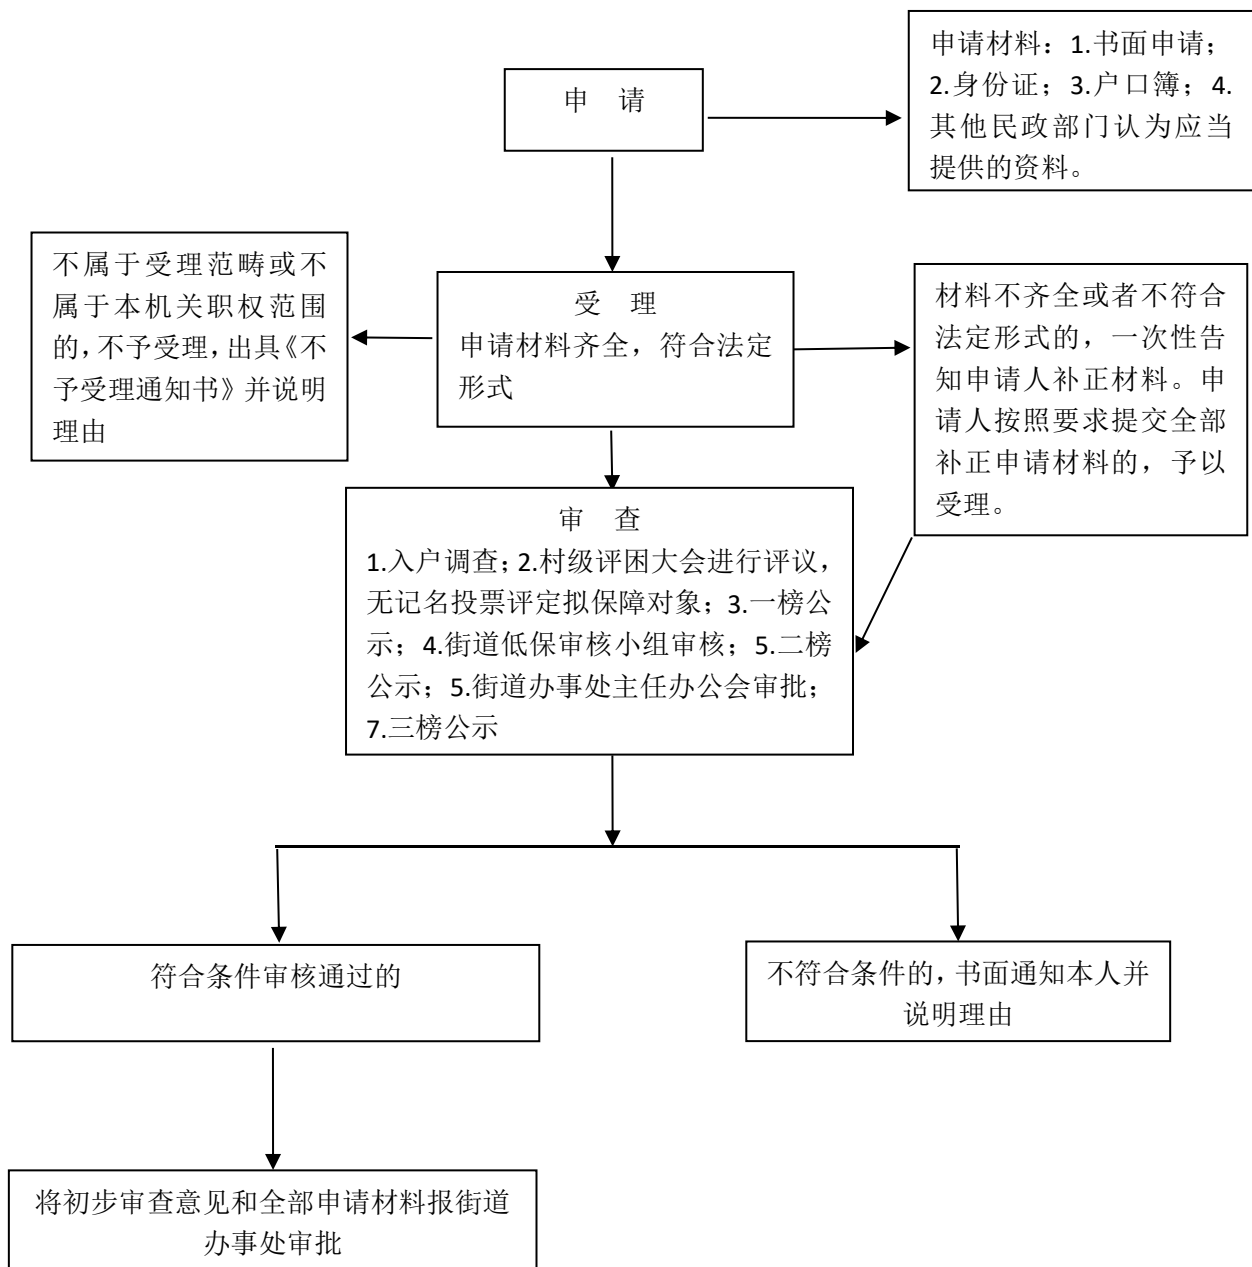 申 请
申请材料：1.书面申请；
2.身份证；3.户口簿；4.
其他民政部门认为应当
提供的资料。
不属于受理范畴或不
属于本机关职权范围
的，不予受理，出具《不
予受理通知书》并说明
理由
受 理
申请材料齐全，符合法定
形式
材料不齐全或者不符合
法定形式的，一次性告
知申请人补正材料。申
请人按照要求提交全部
补正申请材料的，予以
受理。
审 查
1.入户调查；2.村级评困大会进行评议，
无记名投票评定拟保障对象；3.一榜公
示；4.街道低保审核小组审核；5.二榜
公示；5.街道办事处主任办公会审批；
7.三榜公示
符合条件审核通过的
不符合条件的，书面通知本人并
说明理由
将初步审查意见和全部申请材料报街道
办事处审批